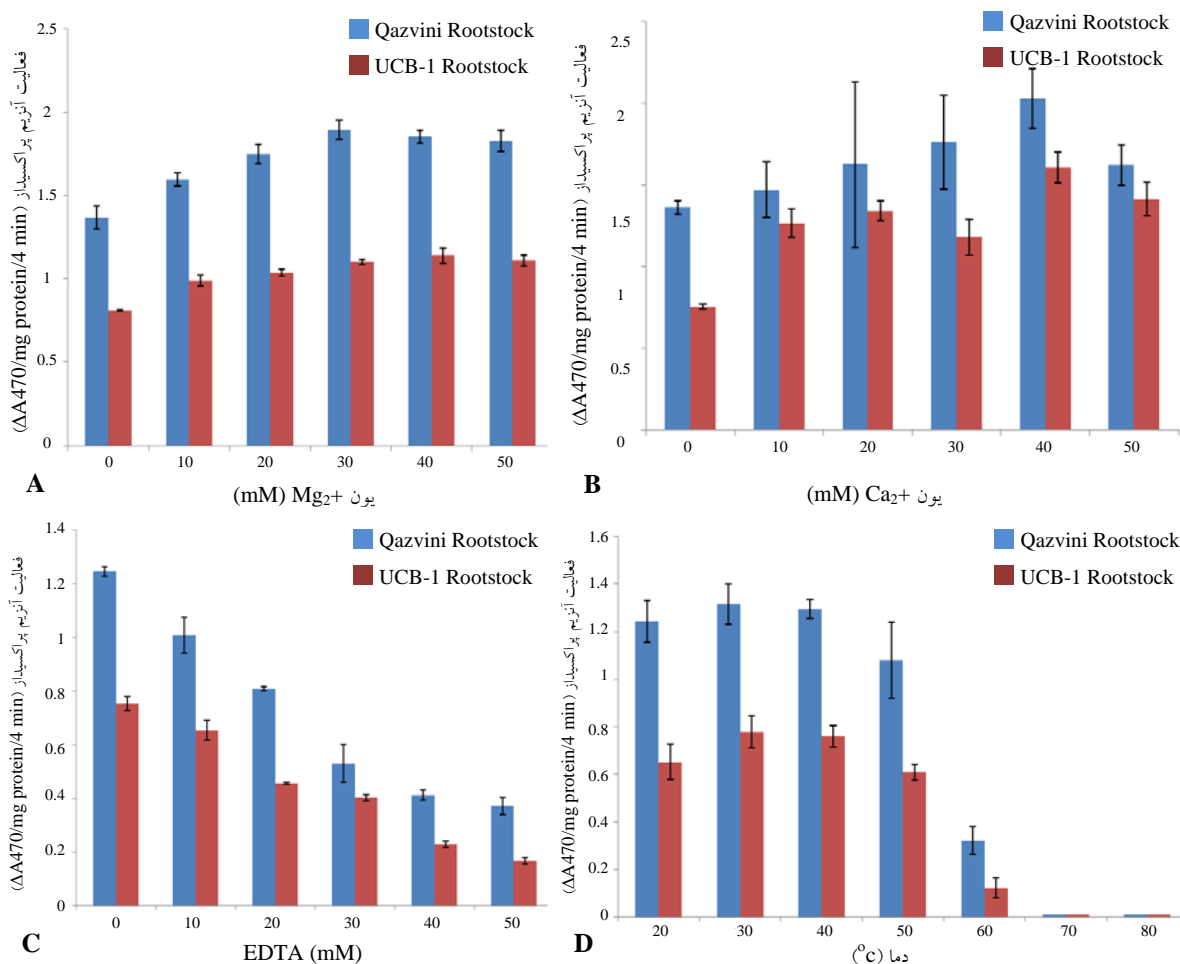 Qazvini Rootstock
UCB-1 Rootstock
فعالیت آنزیم پراکسیداز (ΔA470/mg protein/4 min)
2.5
2
1.5
1
0.5
0
0 10 20 30 40 50
A
یون Mg2+ (mM)
Qazvini Rootstock
UCB-1 Rootstock
فعالیت آنزیم پراکسیداز (ΔA470/mg protein/4 min)
2.5
2
1.5
1
0.5
0
0 10 20 30 40 50
B
یون Ca2+ (mM)
Qazvini Rootstock
UCB-1 Rootstock
فعالیت آنزیم پراکسیداز (ΔA470/mg protein/4 min)
1.4
1.2
1
0.8
0.6
0.4
0.2
0
0 10 20 30 40 50
C
EDTA (mM)
Qazvini Rootstock
UCB-1 Rootstock
فعالیت آنزیم پراکسیداز (ΔA470/mg protein/4 min)
1.6
1.4
1.2
1
0.8
0.6
0.4
0.2
0
20 30 40 50 60 70 80
D
دما (°c)